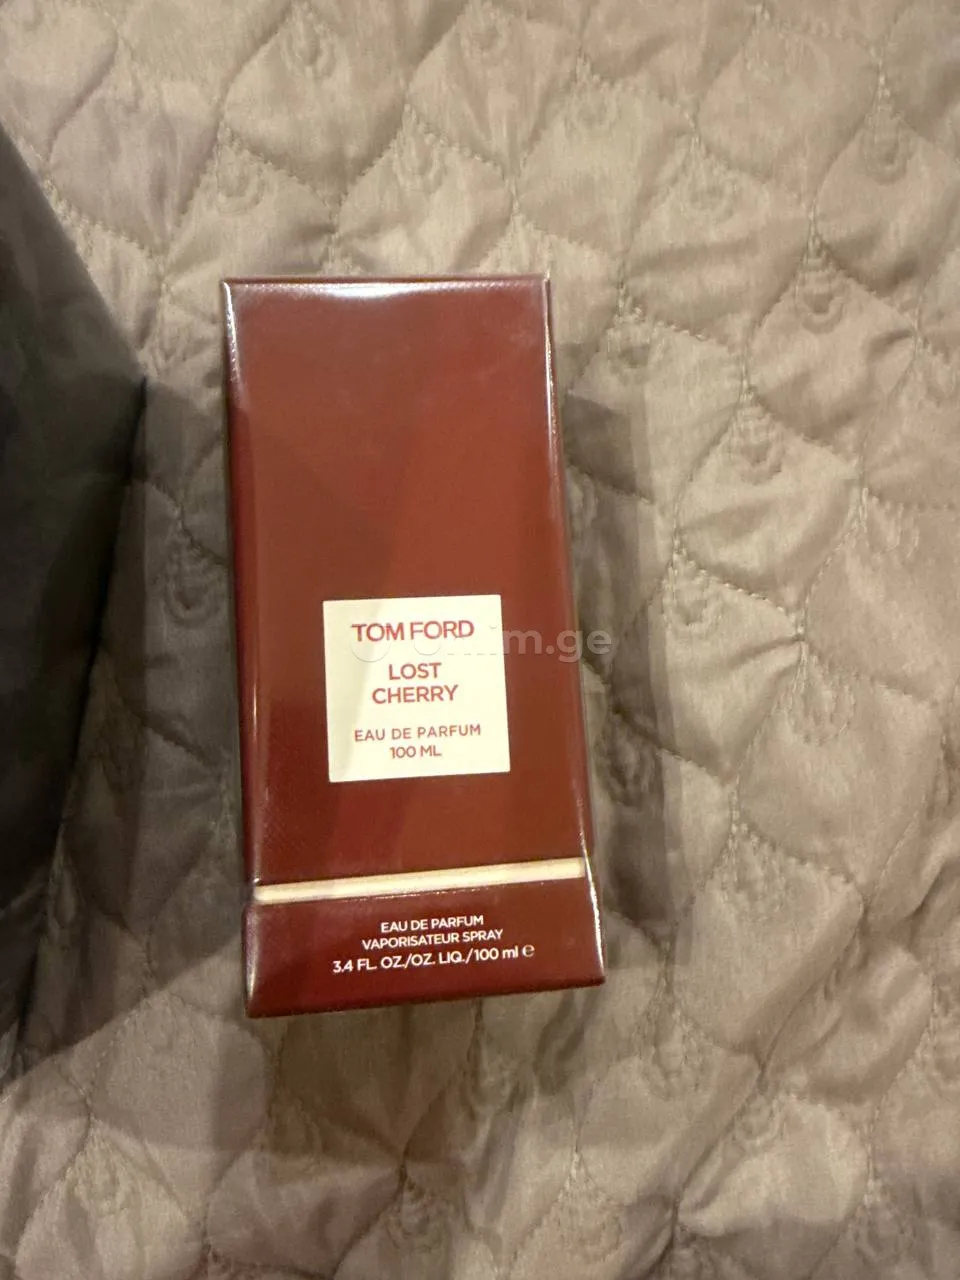 TOM FORD
LOST
CHERRY
EAU DE PARFUM
100 ML
EAU DE PARFUM
VAPORISATEUR SPRAY
3.4 FL. OZ./OZ. LIQ./100 ml ℮